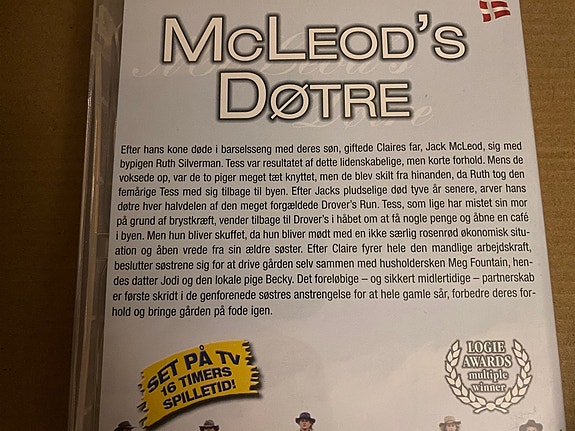 McLeod's
Døtre
Efter hans kone døde i barselsseng med deres søn, giftede Claires far, Jack McLeod, sig med
bypigen Ruth Silverman. Tess var resultatet af dette lidenskabelige, men korte forhold. Mens de
voksede op, var de to piger meget tæt knyttet, men de blev skilt fra hinanden, da Ruth tog den
femårige Tess med sig tilbage til byen. Efter Jacks pludselige død tyve år senere, arver hans
døtre hver halvdelen af den meget forgældede Drover's Run. Tess, som lige har mistet sin mor
på grund af brystkræft, vender tilbage til Drover's i håbet om at få nogle penge og åbne en café
i byen. Men hun bliver skuffet, da hun bliver mødt med en ikke særlig rosenrød økonomisk situ-
ation og åben vrede fra sin ældre søster. Efter Claire fyrer hele den mandlige arbejdskraft,
beslutter søstrene sig for at drive gården selv sammen med husholdersken Meg Fountain, hen-
des datter Jodi og den lokale pige Becky. Det foreløbige – og sikkert midlertidige – partnerskab
er første skridt i de genforenede søstres anstrengelse for at hele gamle sår, forbedre deres for-
hold og bringe gården på fode igen.
SET PÅ TV
16 TIMERS
SPILLETID!
LOGIE
AWARDS
multiple
winner